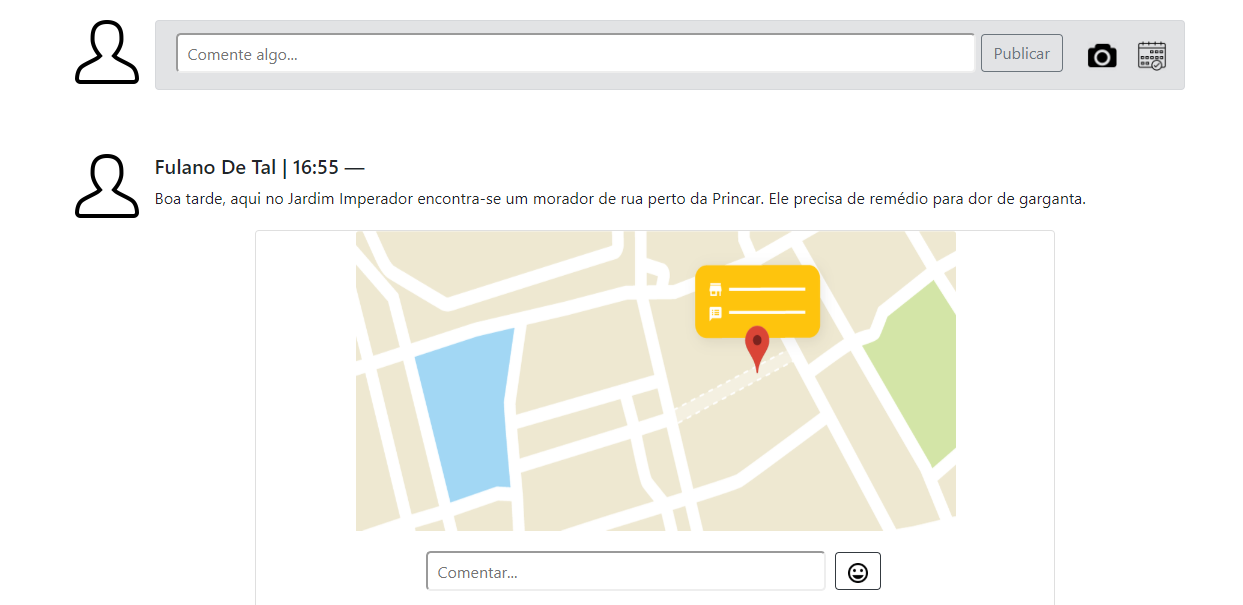 Comente algo...
Publicar
Fulano De Tal | 16:55 —
Boa tarde, aqui no Jardim Imperador encontra-se um morador de rua perto da Princar. Ele precisa de remédio para dor de garganta.
Comentar...